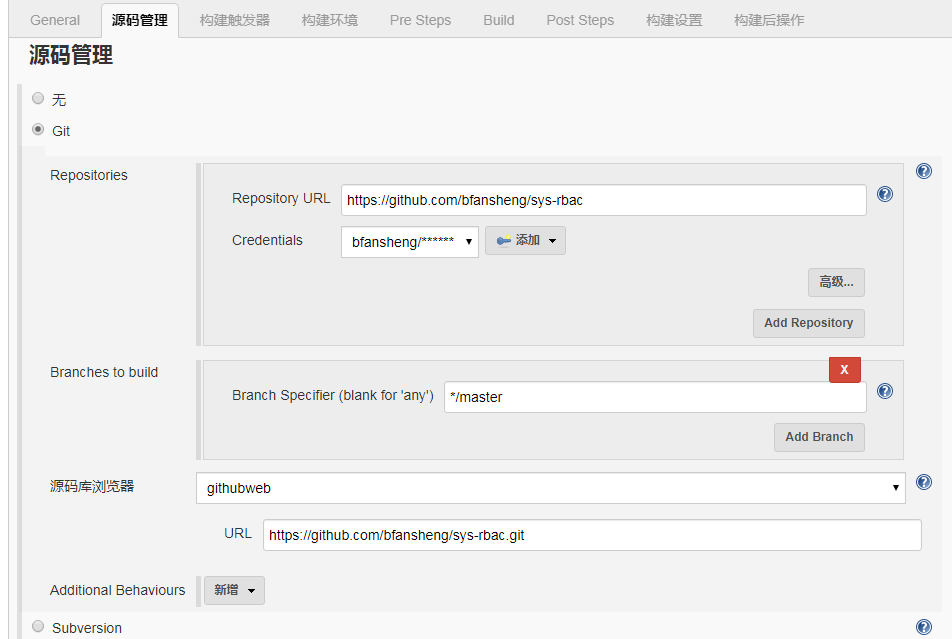 General 源码管理 构建触发器 构建环境 Pre Steps Build Post Steps 构建设置 构建后操作
源码管理
无
Git
Repositories
Repository URL https://github.com/bfansheng/sys-rbac
Credentials bfansheng/****** 添加
高级...
Add Repository
Branches to build
X
Branch Specifier (blank for 'any') */master
Add Branch
源码库浏览器 githubweb
URL https://github.com/bfansheng/sys-rbac.git
Additional Behaviours 新增
Subversion